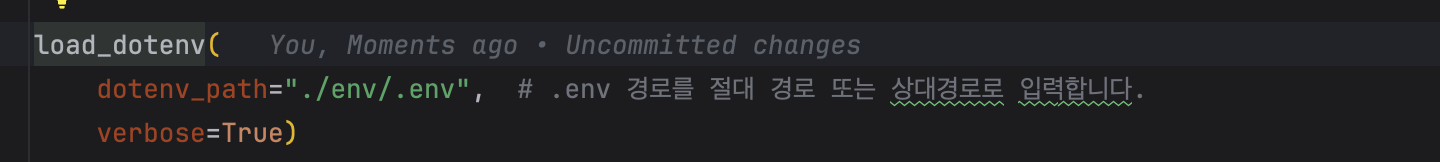 load_dotenv( You, Moments ago • Uncommitted changes
dotenv_path="./env/.env", # .env 경로를 절대 경로 또는 상대경로로 입력합니다.
verbose=True)